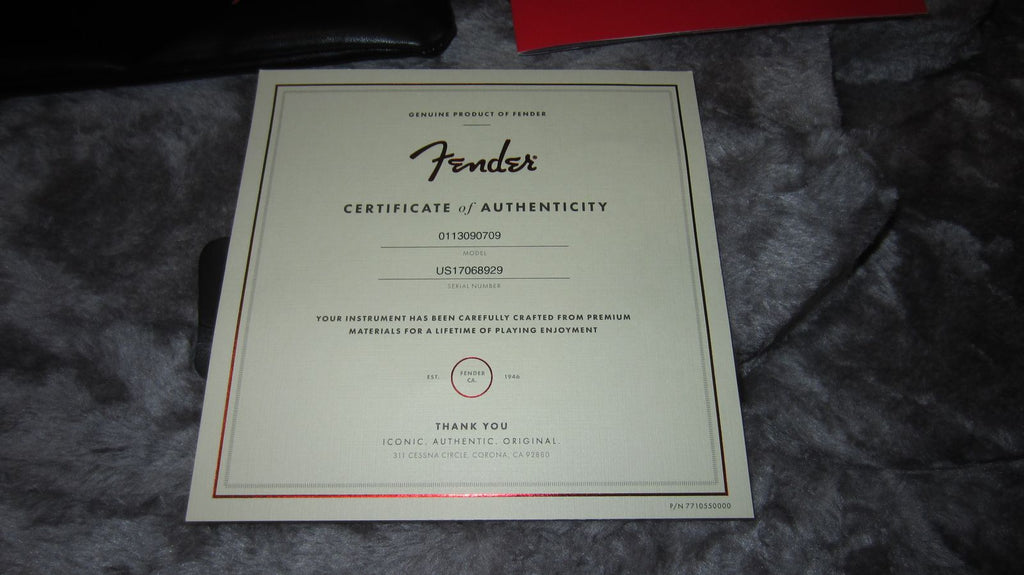 GENUINE PRODUCT OF FENDER
Fender
CERTIFICATE of AUTHENTICITY
0113090709
MODEL
US17068929
SERIAL NUMBER
YOUR INSTRUMENT HAS BEEN CAREFULLY CRAFTED FROM PREMIUM
MATERIALS FOR A LIFETIME OF PLAYING ENJOYMENT
EST. FENDER CA. 1946
THANK YOU
ICONIC. AUTHENTIC. ORIGINAL.
311 CESSNA CIRCLE, CORONA, CA 92880
P/N 7710550000